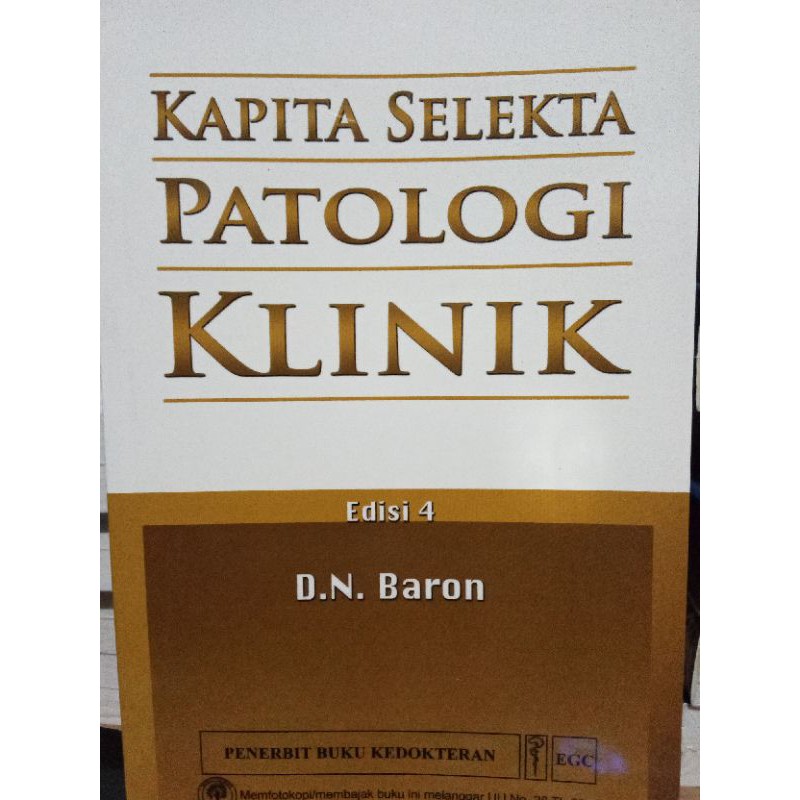 KAPITA SELEKTA
PATOLOGI
KLINIK
Edisi 4
D.N. Baron
PENERBIT BUKU KEDOKTERAN EGC
Memfotokopi/membajak buku ini melanggar UU No.